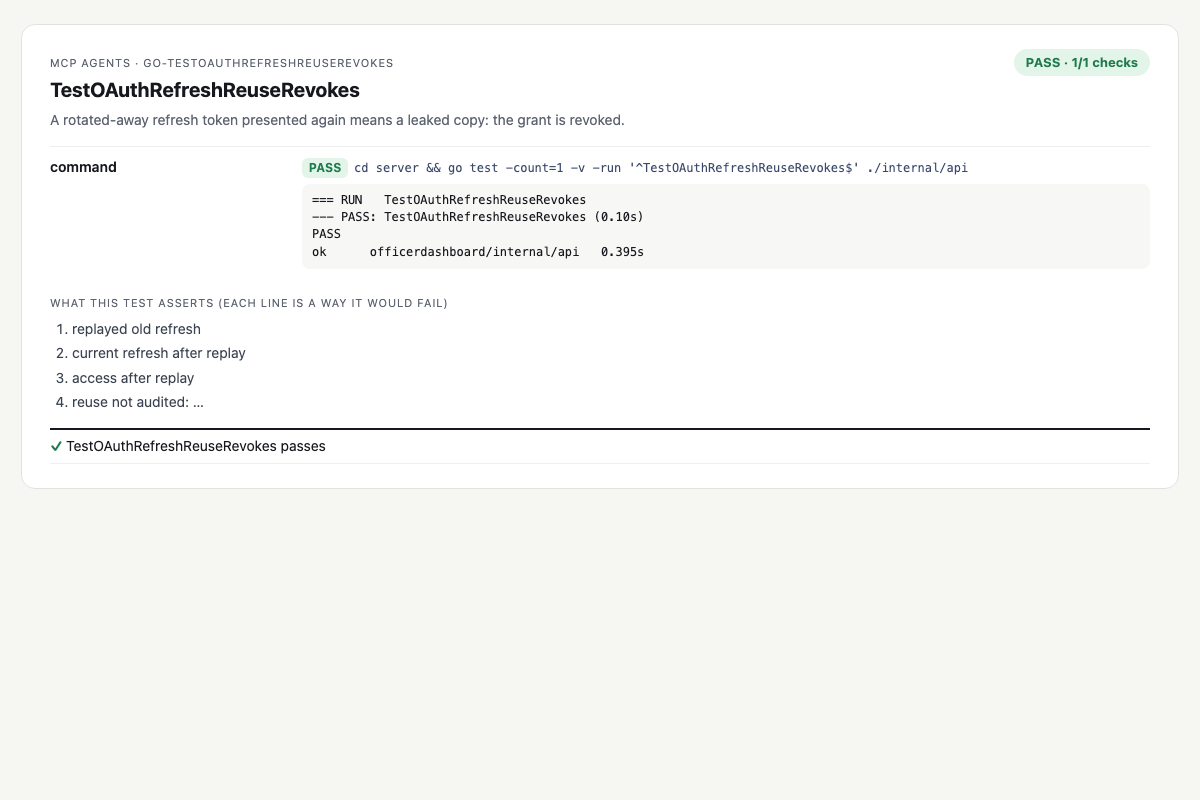 MCP AGENTS · GO-TESTOAUTHREFRESHREUSEREVOKES
PASS · 1/1 checks
TestOAuthRefreshReuseRevokes
A rotated-away refresh token presented again means a leaked copy: the grant is revoked.
command
PASS cd server && go test -count=1 -v -run '^TestOAuthRefreshReuseRevokes$' ./internal/api
=== RUN   TestOAuthRefreshReuseRevokes
--- PASS: TestOAuthRefreshReuseRevokes (0.10s)
PASS
ok      officerdashboard/internal/api   0.395s
WHAT THIS TEST ASSERTS (EACH LINE IS A WAY IT WOULD FAIL)
1. replayed old refresh
2. current refresh after replay
3. access after replay
4. reuse not audited: …
✓ TestOAuthRefreshReuseRevokes passes